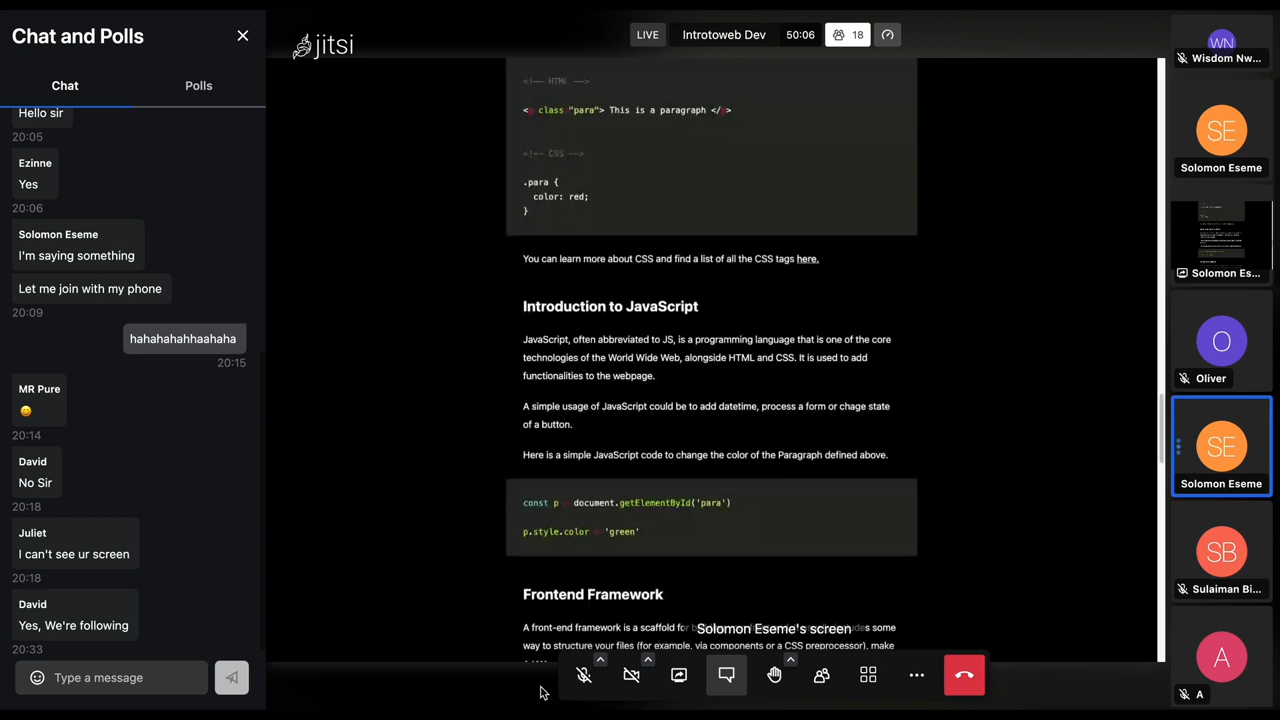 Chat and Polls
Chat
Polls
Hello sir
20:05
Ezinne
Yes
20:06
Solomon Eseme
I'm saying something
Let me join with my phone
20:09
hahahahahhaahaha
20:15
MR Pure
20:14
David
No Sir
20:18
Juliet
I can't see ur screen
20:18
David
Yes, We're following
20:33
Type a message
jitsi
LIVE
Introtoweb Dev
50:06
18
<!-- HTML -->
<p class="para"> This is a paragraph </p>
<!-- CSS -->
.para {
color: red;
}
You can learn more about CSS and find a list of all the CSS tags here.
Introduction to JavaScript
JavaScript, often abbreviated to JS, is a programming language that is one of the core
technologies of the World Wide Web, alongside HTML and CSS. It is used to add
functionalities to the webpage.
A simple usage of JavaScript could be to add datetime, process a form or chage state
of a button.
Here is a simple JavaScript code to change the color of the Paragraph defined above.
const p = document.getElementById('para')
p.style.color = 'green'
Frontend Framework
A front-end framework is a scaffold for some
Solomon Eseme's screen
way to structure your files (for example, via components or a CSS preprocessor), make
WN
Wisdom Nw...
SE
Solomon Eseme
Solomon Es...
O
Oliver
SE
Solomon Eseme
SB
Sulaiman Bi...
A
A